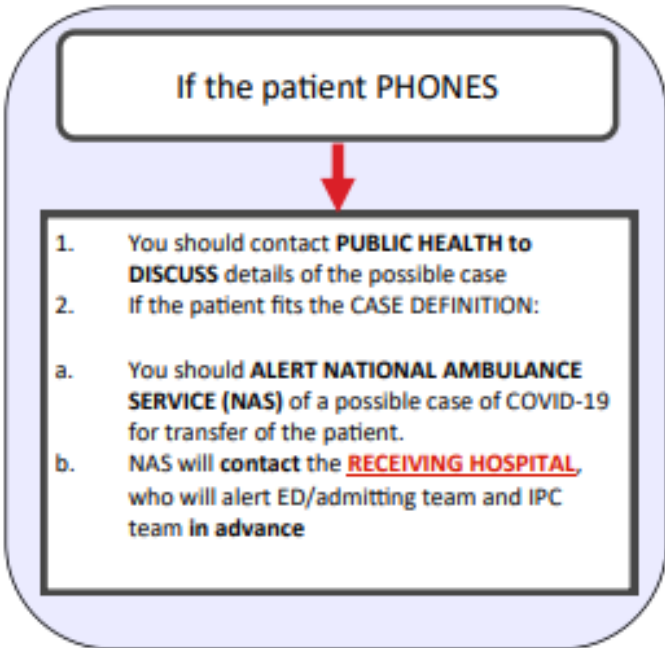 If the patient PHONES
1. You should contact PUBLIC HEALTH to
DISCUSS details of the possible case
2. If the patient fits the CASE DEFINITION:
a. You should ALERT NATIONAL AMBULANCE
SERVICE (NAS) of a possible case of COVID-19
for transfer of the patient.
b. NAS will contact the RECEIVING HOSPITAL,
who will alert ED/admitting team and IPC
team in advance